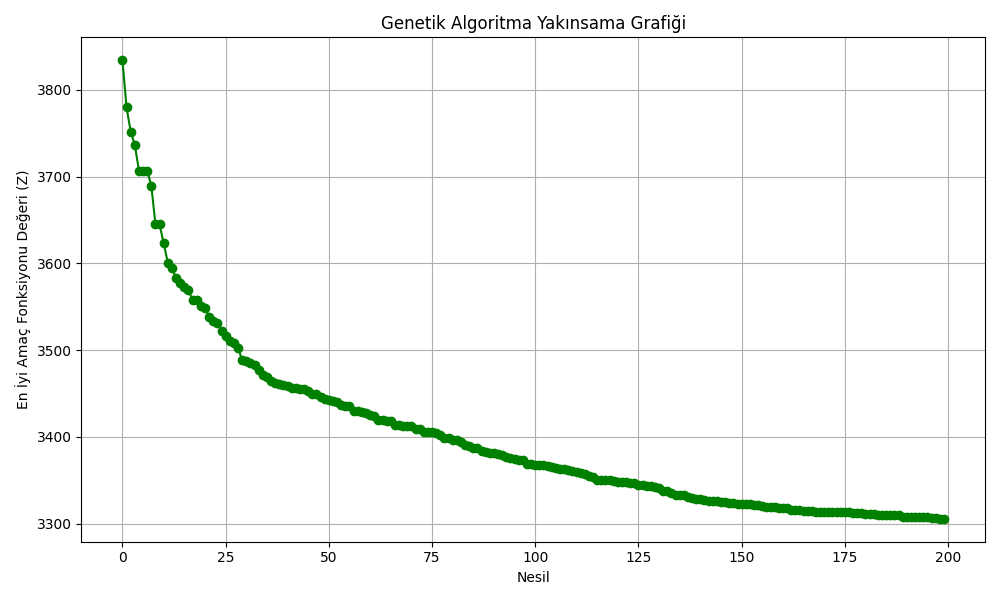 Genetik Algoritma Yakınsama Grafiği
En İyi Amaç Fonksiyonu Değeri (Z)
3800
3700
3600
3500
3400
3300
0 25 50 75 100 125 150 175 200
Nesil